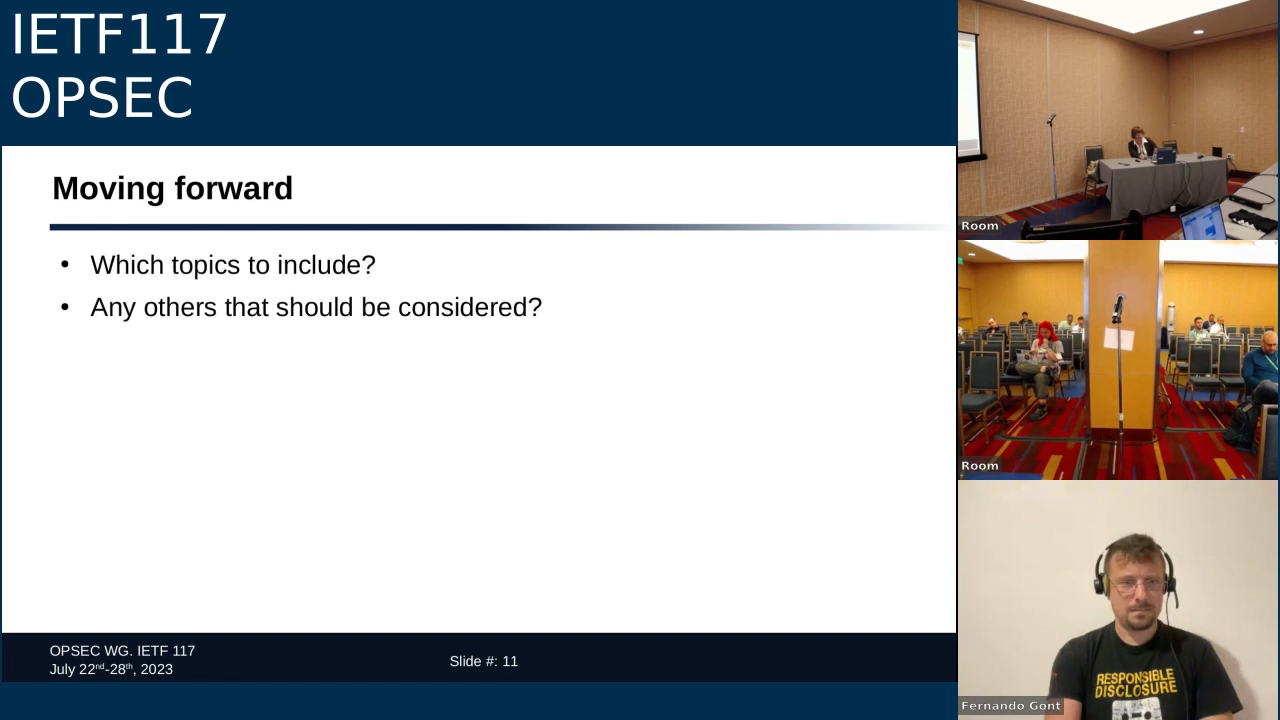 IETF117
OPSEC
Moving forward
• Which topics to include?
• Any others that should be considered?
OPSEC WG. IETF 117
July 22nd-28th, 2023
Slide #: 11
Room
Room
RESPONSIBLE
DISCLOSURE
Fernando Gont